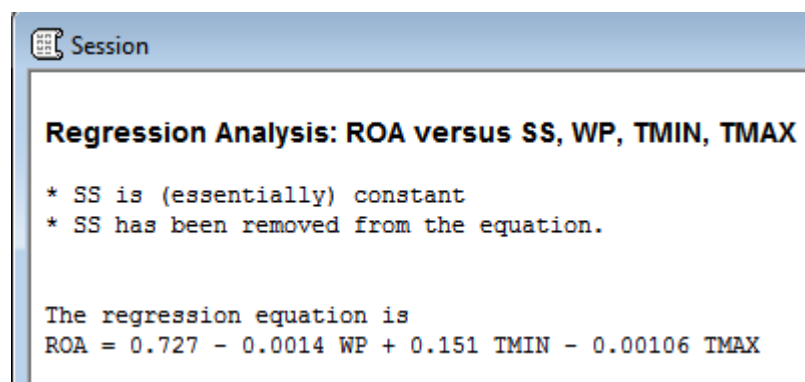 Session
Regression Analysis: ROA versus SS, WP, TMIN, TMAX
* SS is (essentially) constant
* SS has been removed from the equation.
The regression equation is
ROA = 0.727 - 0.0014 WP + 0.151 TMIN - 0.00106 TMAX